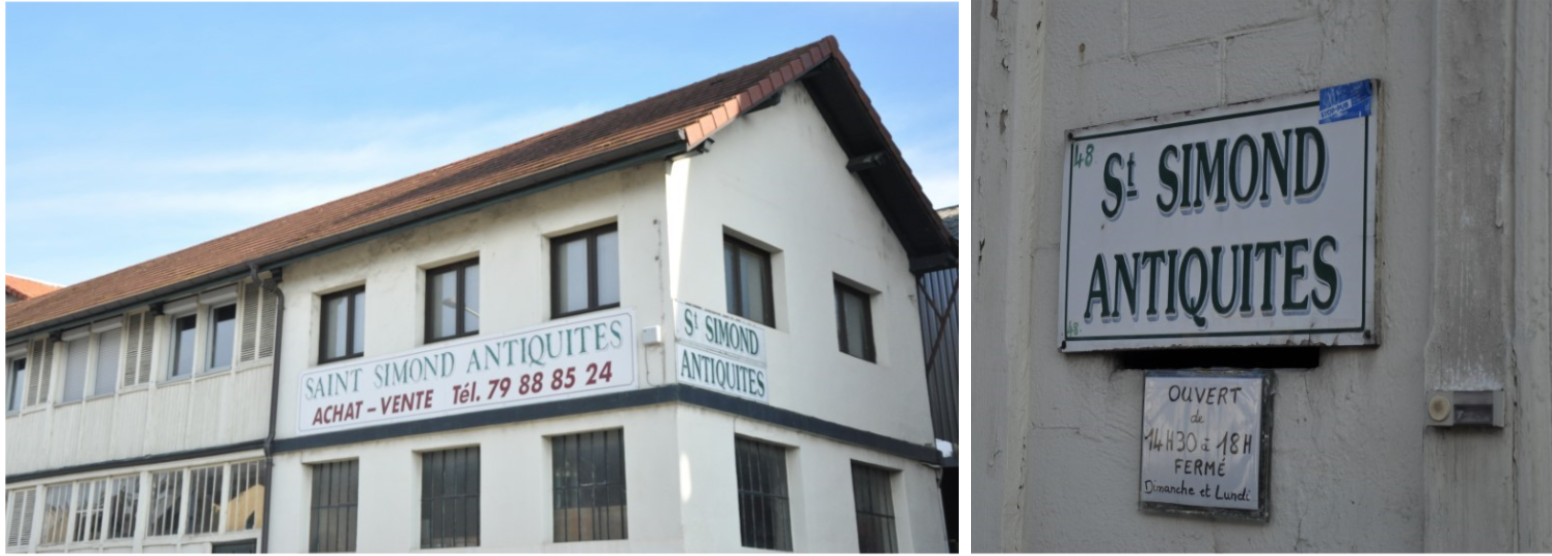 SAINT SIMOND ANTIQUITES
ACHAT - VENTE Tél. 79 88 85 24
St SIMOND
ANTIQUITES
48
St SIMOND
ANTIQUITES
48
OUVERT
de
14H30 à 18H
FERMÉ
Dimanche et Lundi